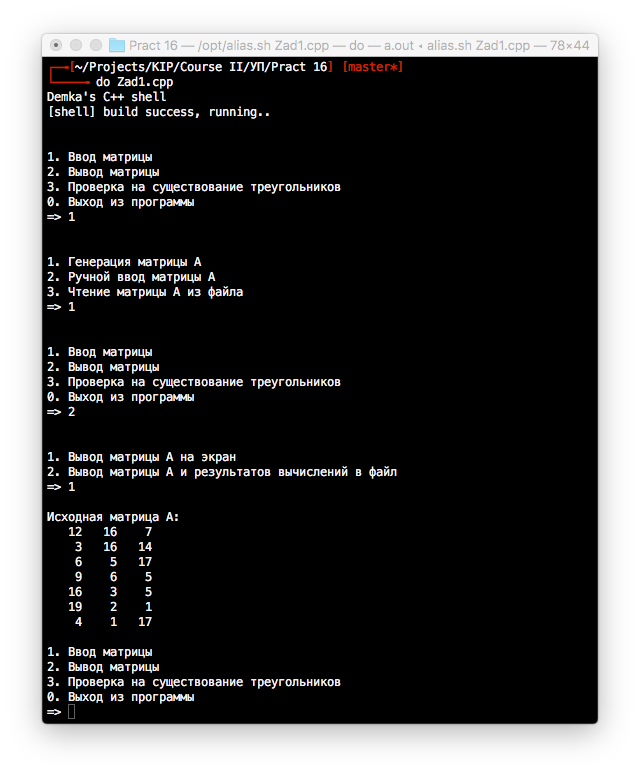 Pract 16 — /opt/alias.sh Zad1.cpp — do — a.out ◂ alias.sh Zad1.cpp — 78×44
[~/Projects/KIP/Course II/УП/Pract 16] [master*]
do Zad1.cpp
Demka's C++ shell
[shell] build success, running..
1. Ввод матрицы
2. Вывод матрицы
3. Проверка на существование треугольников
0. Выход из программы
=> 1
1. Генерация матрицы А
2. Ручной ввод матрицы А
3. Чтение матрицы А из файла
=> 1
1. Ввод матрицы
2. Вывод матрицы
3. Проверка на существование треугольников
0. Выход из программы
=> 2
1. Вывод матрицы А на экран
2. Вывод матрицы А и результатов вычислений в файл
=> 1
Исходная матрица А:
12 16 7
3 16 14
6 5 17
9 6 5
16 3 5
19 2 1
4 1 17
1. Ввод матрицы
2. Вывод матрицы
3. Проверка на существование треугольников
0. Выход из программы
=>